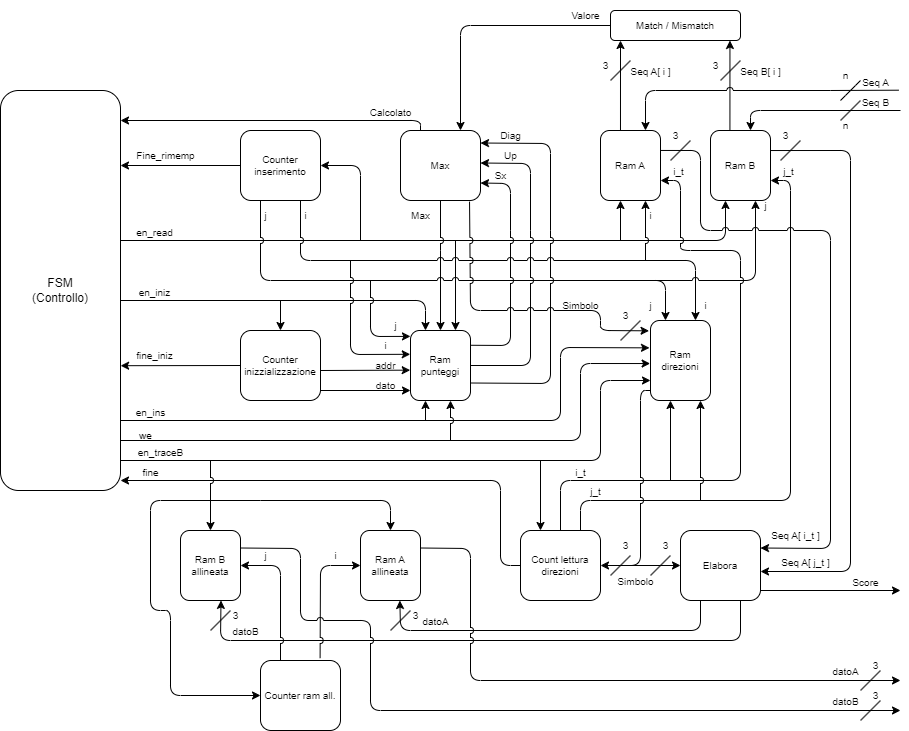 Valore
Match / Mismatch
3
Seq A[ i ]
3
Seq B[ i ]
n
Seq A
Seq B
n
Calcolato
Diag
Fine_rimemp
Counter
inserimento
Max
Up
Sx
Ram A
3
i_t
Ram B
3
j_t
j
i
Max
i
j
en_read
FSM
(Controllo)
en_iniz
Simbolo
3
j
i
fine_iniz
Counter
inizzializzazione
j
i
addr
dato
Ram
punteggi
Ram
direzioni
en_ins
we
en_traceB
fine
i_t
j_t
Ram B
allineata
j
i
Ram A
allineata
Count lettura
direzioni
3
3
Simbolo
Elabora
Seq A[ i_t ]
Seq A[ j_t ]
Score
3
datoB
3
datoA
Counter ram all.
datoA
3
datoB
3